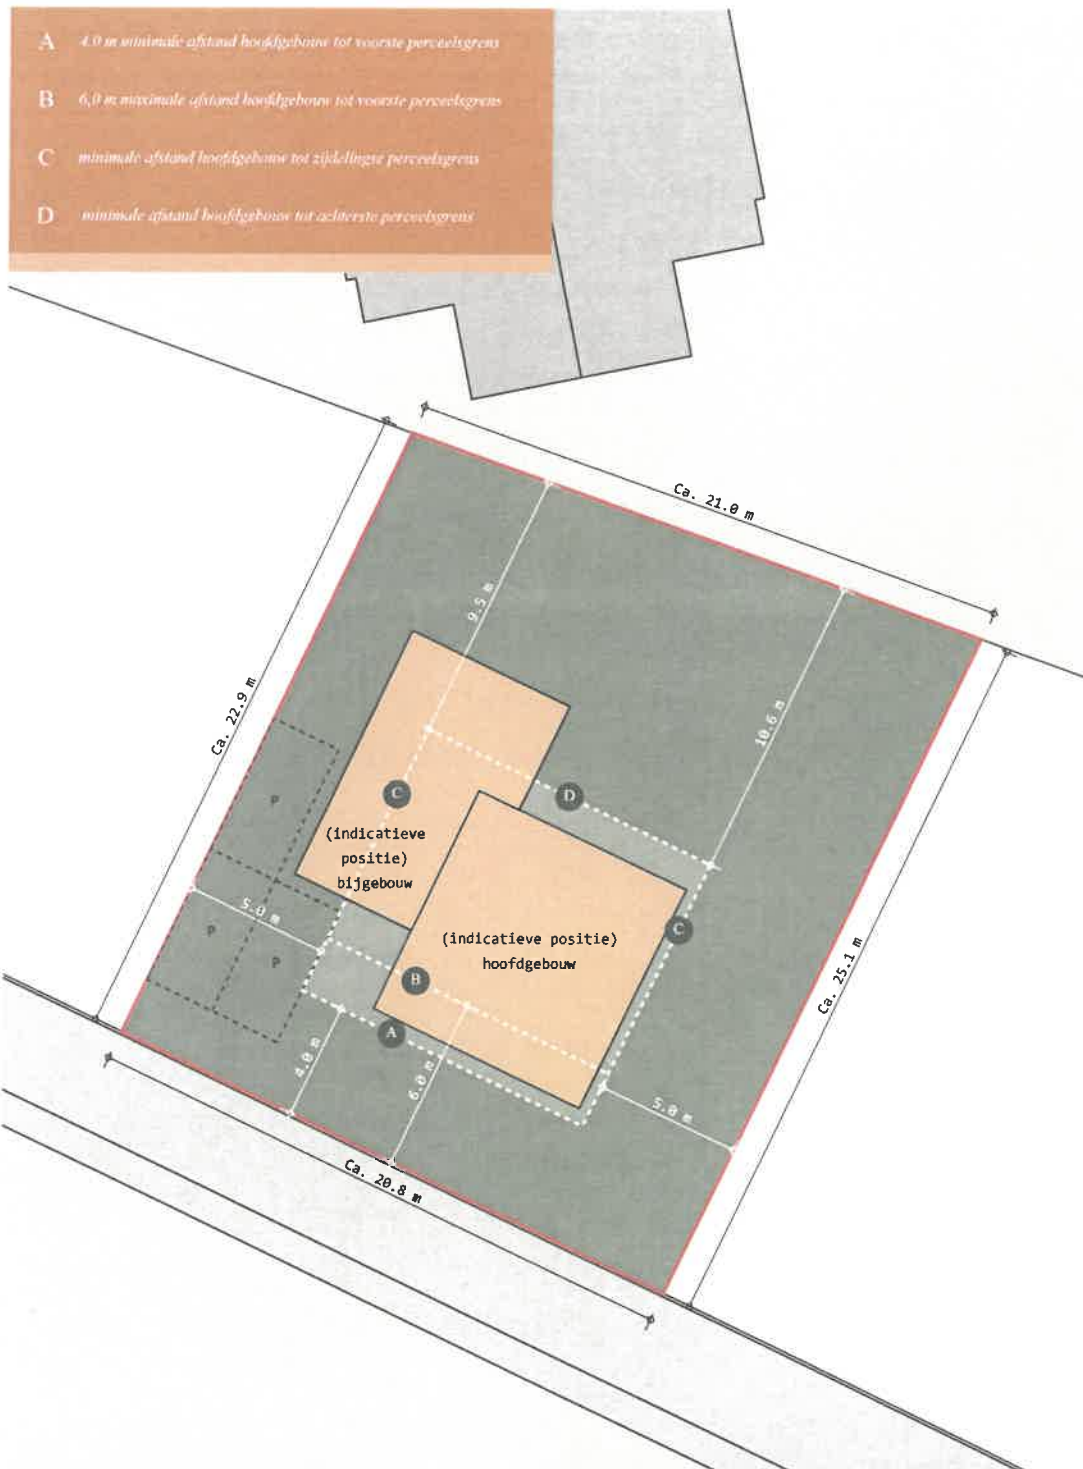 A 4.0 m minimale afstand hoofdgebouw tot voorste perceelsgrens
B 6,0 m maximale afstand hoofdgebouw tot voorste perceelsgrens
C minimale afstand hoofdgebouw tot zijdelingse perceelsgrens
D minimale afstand hoofdgebouw tot achterste perceelsgrens
Ca. 21.0 m
9.5 m
Ca. 22.9 m
10.6 m
P
C
D
(indicatieve
positie)
bijgebouw
5.0 m
P
P
(indicatieve positie)
hoofdgebouw
C
B
A
Ca. 25.1 m
4.0 m
6.0 m
5.0 m
Ca. 20.8 m